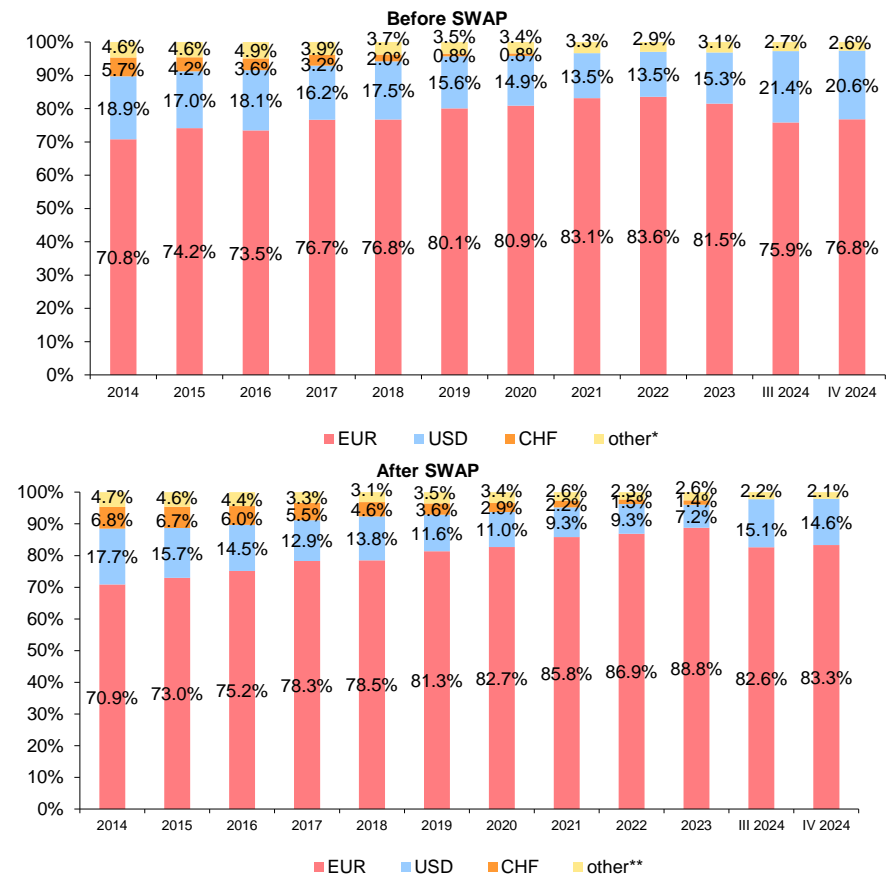 Before SWAP
100%
90%
80%
70%
60%
50%
40%
30%
20%
10%
0%
4.6% 4.6% 4.9% 3.9% 3.7% 3.5% 3.4% 3.3% 2.9% 3.1% 2.7% 2.6%
5.7% 4.2% 3.6% 3.2% 2.0% 0.8% 0.8%
18.9% 17.0% 18.1% 16.2% 17.5% 15.6% 14.9% 13.5% 13.5% 15.3% 21.4% 20.6%
70.8% 74.2% 73.5% 76.7% 76.8% 80.1% 80.9% 83.1% 83.6% 81.5% 75.9% 76.8%
2014 2015 2016 2017 2018 2019 2020 2021 2022 2023 III 2024 IV 2024
EUR USD CHF other*
After SWAP
100%
90%
80%
70%
60%
50%
40%
30%
20%
10%
0%
4.7% 4.6% 4.4% 3.3% 3.1% 3.5% 3.4% 2.6% 2.3% 2.6% 2.2% 2.1%
6.8% 6.7% 6.0% 5.5% 4.6% 3.6% 2.9% 2.2% 1.5% 1.4%
17.7% 15.7% 14.5% 12.9% 13.8% 11.6% 11.0% 9.3% 9.3% 7.2% 15.1% 14.6%
70.9% 73.0% 75.2% 78.3% 78.5% 81.3% 82.7% 85.8% 86.9% 88.8% 82.6% 83.3%
2014 2015 2016 2017 2018 2019 2020 2021 2022 2023 III 2024 IV 2024
EUR USD CHF other**